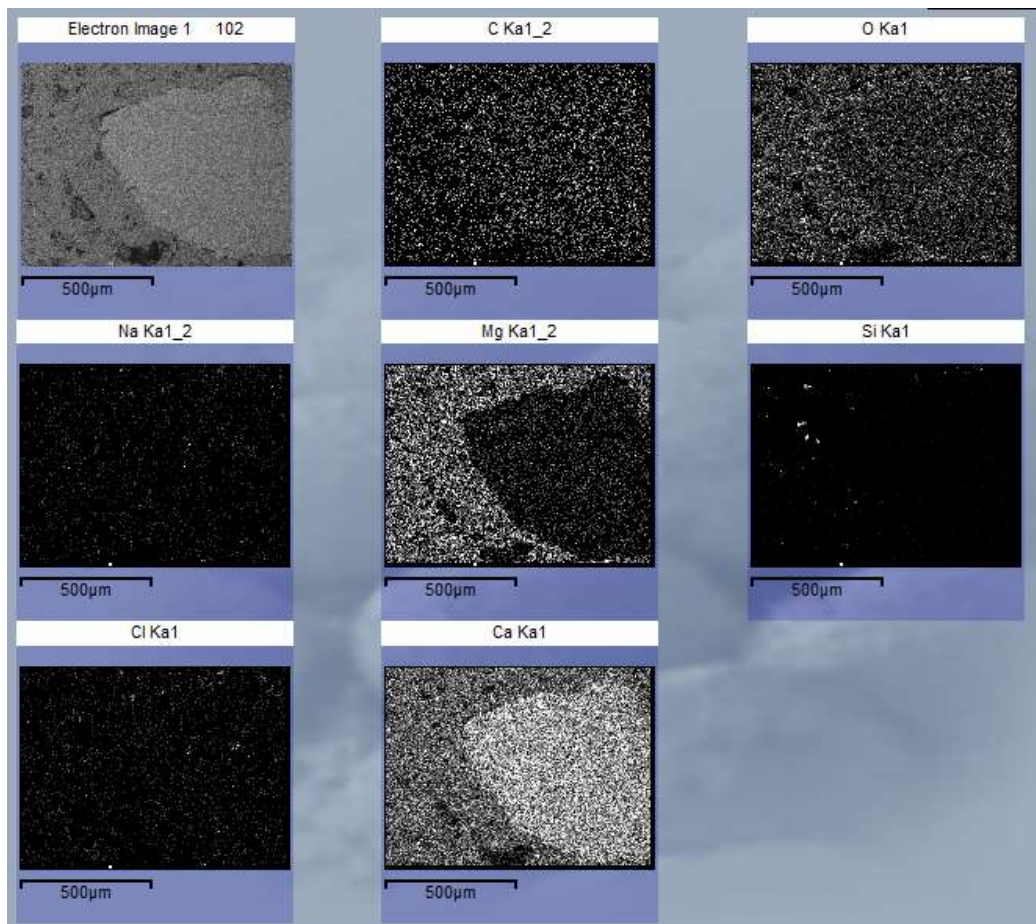 Electron Image 1 102
C Ka1_2
O Ka1
500µm
500µm
500µm
Na Ka1_2
Mg Ka1_2
Si Ka1
500µm
500µm
500µm
Cl Ka1
Ca Ka1
500µm
500µm